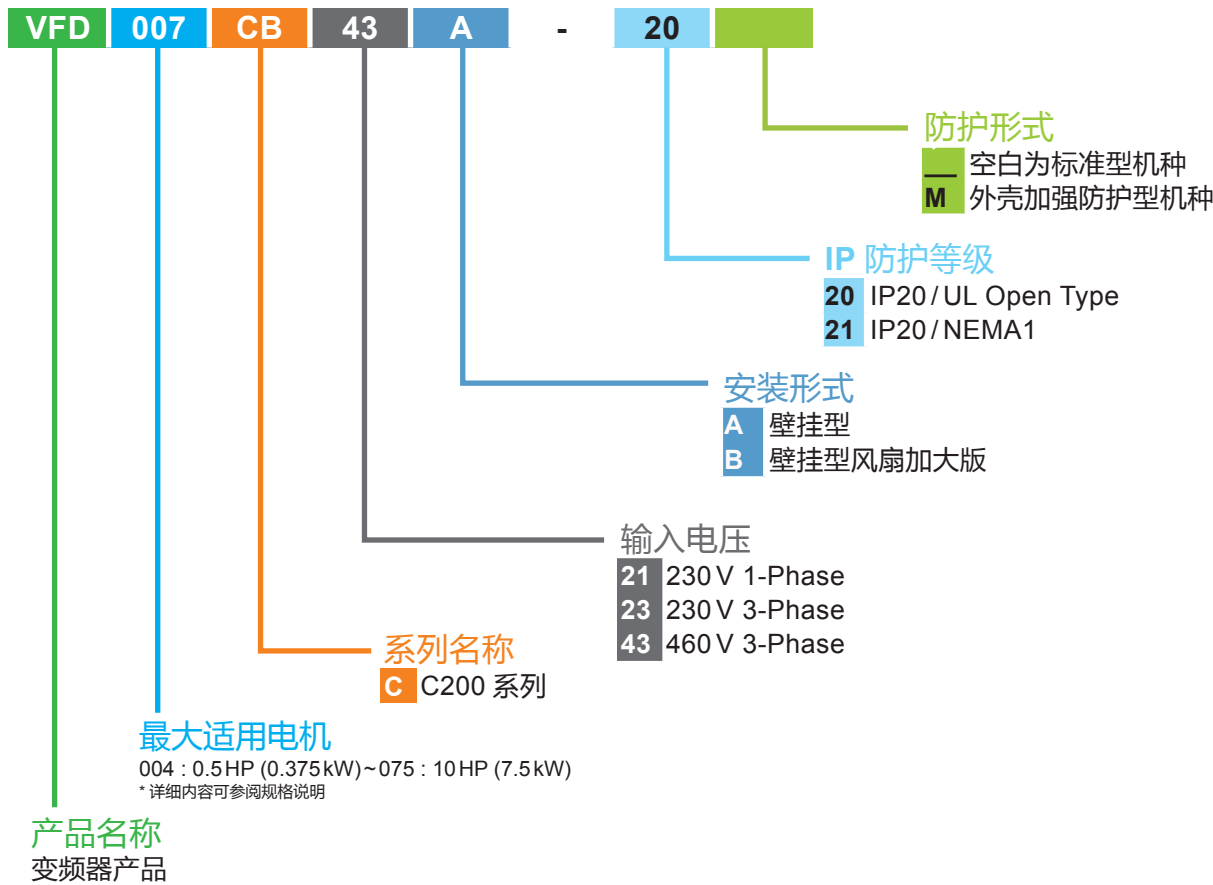 VFD 007 CB 43 A - 20
防护形式
__ 空白为标准型机种
M 外壳加强防护型机种
IP 防护等级
20 IP20 / UL Open Type
21 IP20 / NEMA1
安装形式
A 壁挂型
B 壁挂型风扇加大版
输入电压
21 230 V 1-Phase
23 230 V 3-Phase
43 460 V 3-Phase
系列名称
C C200 系列
最大适用电机
004 : 0.5 HP (0.375 kW) ~ 075 : 10 HP (7.5 kW)
* 详细内容可参阅规格说明
产品名称
变频器产品